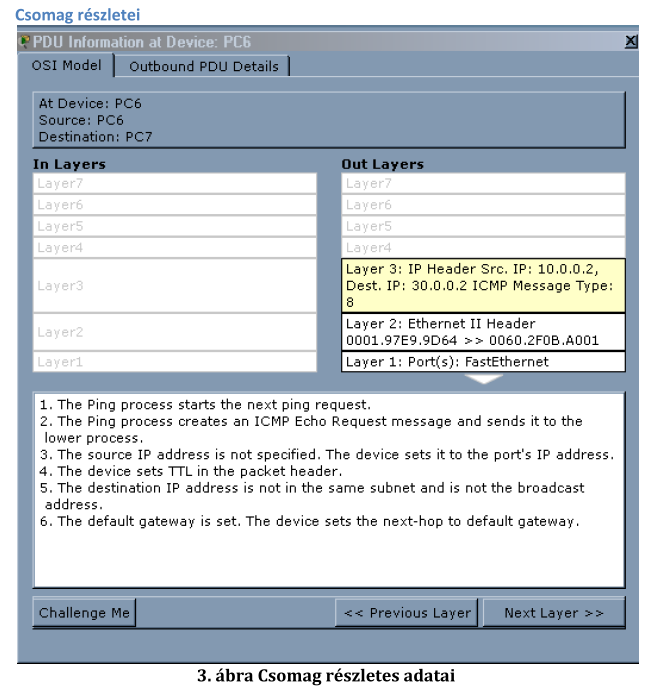 Csomag részletei
PDU Information at Device: PC6
OSI Model
Outbound PDU Details
At Device: PC6
Source: PC6
Destination: PC7
In Layers
Layer7
Layer6
Layer5
Layer4
Layer3
Layer2
Layer1
Out Layers
Layer7
Layer6
Layer5
Layer4
Layer 3: IP Header Src. IP: 10.0.0.2,
Dest. IP: 30.0.0.2 ICMP Message Type:
8
Layer 2: Ethernet II Header
0001.97E9.9D64 >> 0060.2F0B.A001
Layer 1: Port(s): FastEthernet
1. The Ping process starts the next ping request.
2. The Ping process creates an ICMP Echo Request message and sends it to the
lower process.
3. The source IP address is not specified. The device sets it to the port's IP address.
4. The device sets TTL in the packet header.
5. The destination IP address is not in the same subnet and is not the broadcast
address.
6. The default gateway is set. The device sets the next-hop to default gateway.
Challenge Me
<< Previous Layer
Next Layer >>
3. ábra Csomag részletes adatai